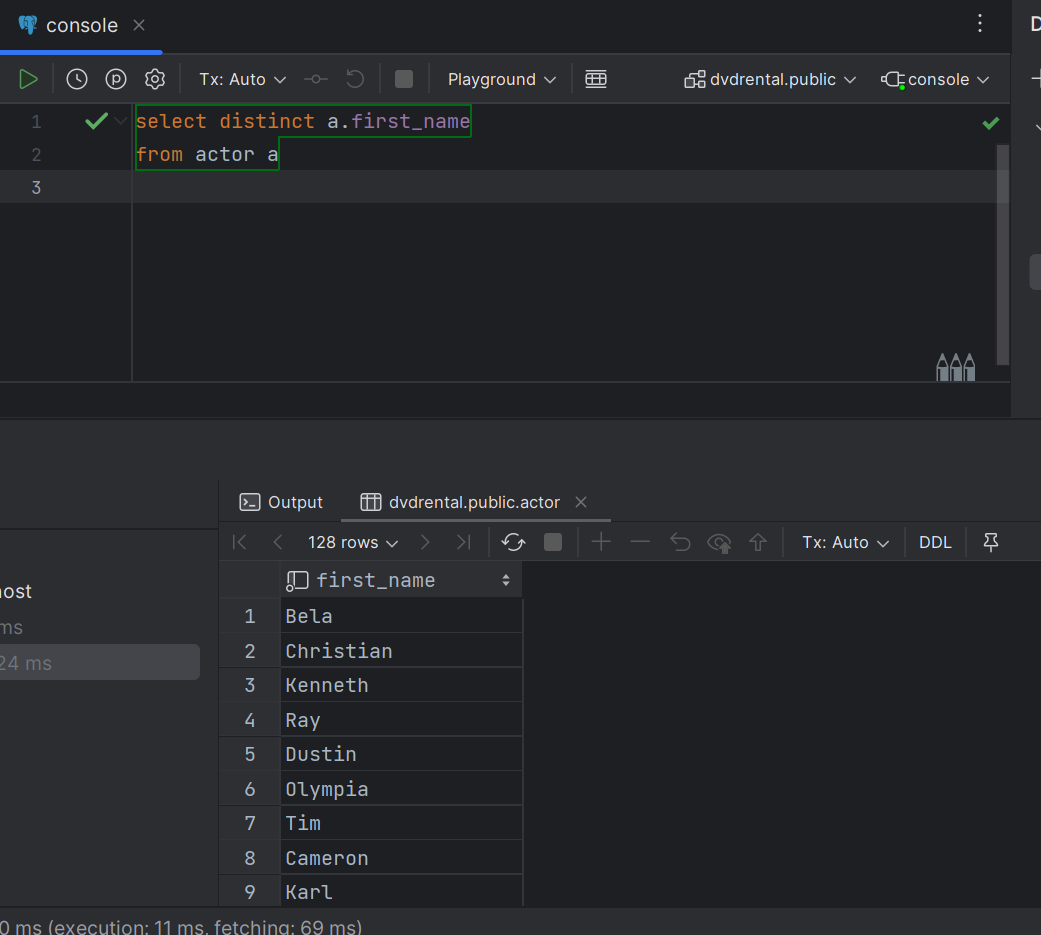 console
D
Tx: Auto
Playground
dvdrental.public
console
1 select distinct a.first_name
2 from actor a
3
Output
dvdrental.public.actor
128 rows
Tx: Auto
DDL
first_name
ost
ms
24 ms
1 Bela
2 Christian
3 Kenneth
4 Ray
5 Dustin
6 Olympia
7 Tim
8 Cameron
9 Karl
0 ms (execution: 11 ms, fetching: 69 ms)